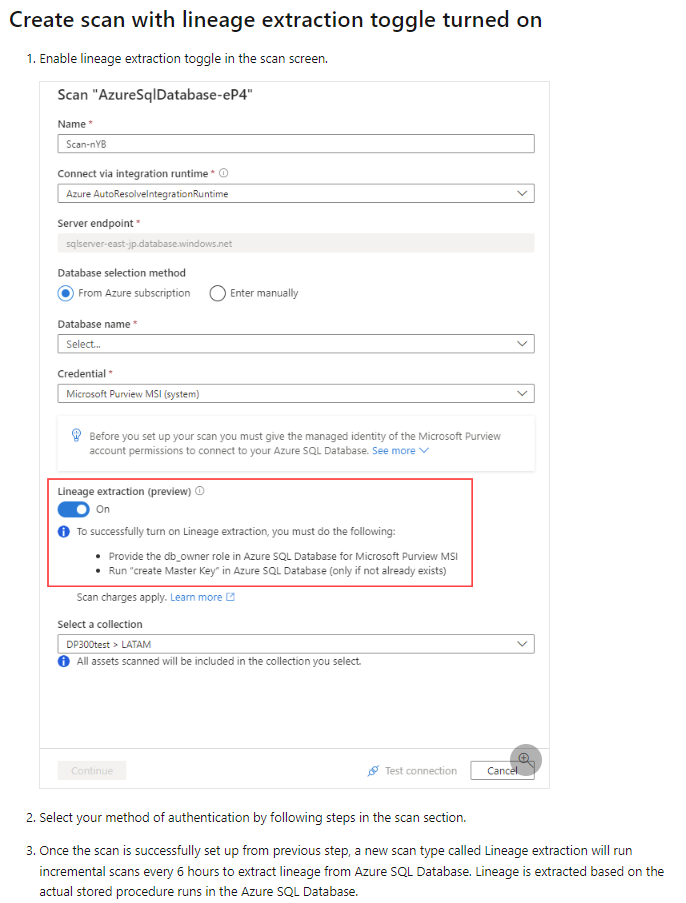 Create scan with lineage extraction toggle turned on
1. Enable lineage extraction toggle in the scan screen.
Scan "AzureSqlDatabase-eP4"
Name *
Scan-nYB
Connect via integration runtime *
Azure AutoResolveIntegrationRuntime
Server endpoint *
sqlserver-east-jp.database.windows.net
Database selection method
From Azure subscription Enter manually
Database name *
Select...
Credential *
Microsoft Purview MSI (system)
Before you set up your scan you must give the managed identity of the Microsoft Purview
account permissions to connect to your Azure SQL Database. See more
Lineage extraction (preview)
On
To successfully turn on Lineage extraction, you must do the following:
• Provide the db_owner role in Azure SQL Database for Microsoft Purview MSI
• Run "create Master Key" in Azure SQL Database (only if not already exists)
Scan charges apply. Learn more
Select a collection
DP300test > LATAM
All assets scanned will be included in the collection you select.
Continue Test connection Cancel
2. Select your method of authentication by following steps in the scan section.
3. Once the scan is successfully set up from previous step, a new scan type called Lineage extraction will run
incremental scans every 6 hours to extract lineage from Azure SQL Database. Lineage is extracted based on the
actual stored procedure runs in the Azure SQL Database.